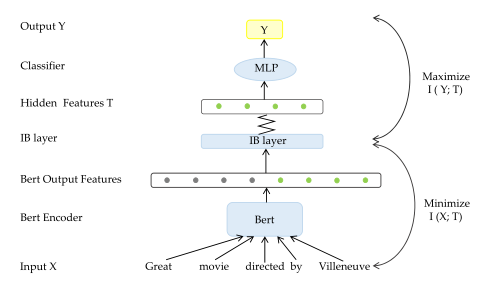 Output Y
Y
Classifier
MLP
Hidden Features T
Maximize
I ( Y; T)
IB layer
IB layer
Bert Output Features
Minimize
I (X; T)
Bert Encoder
Bert
Input X
Great movie directed by Villeneuve